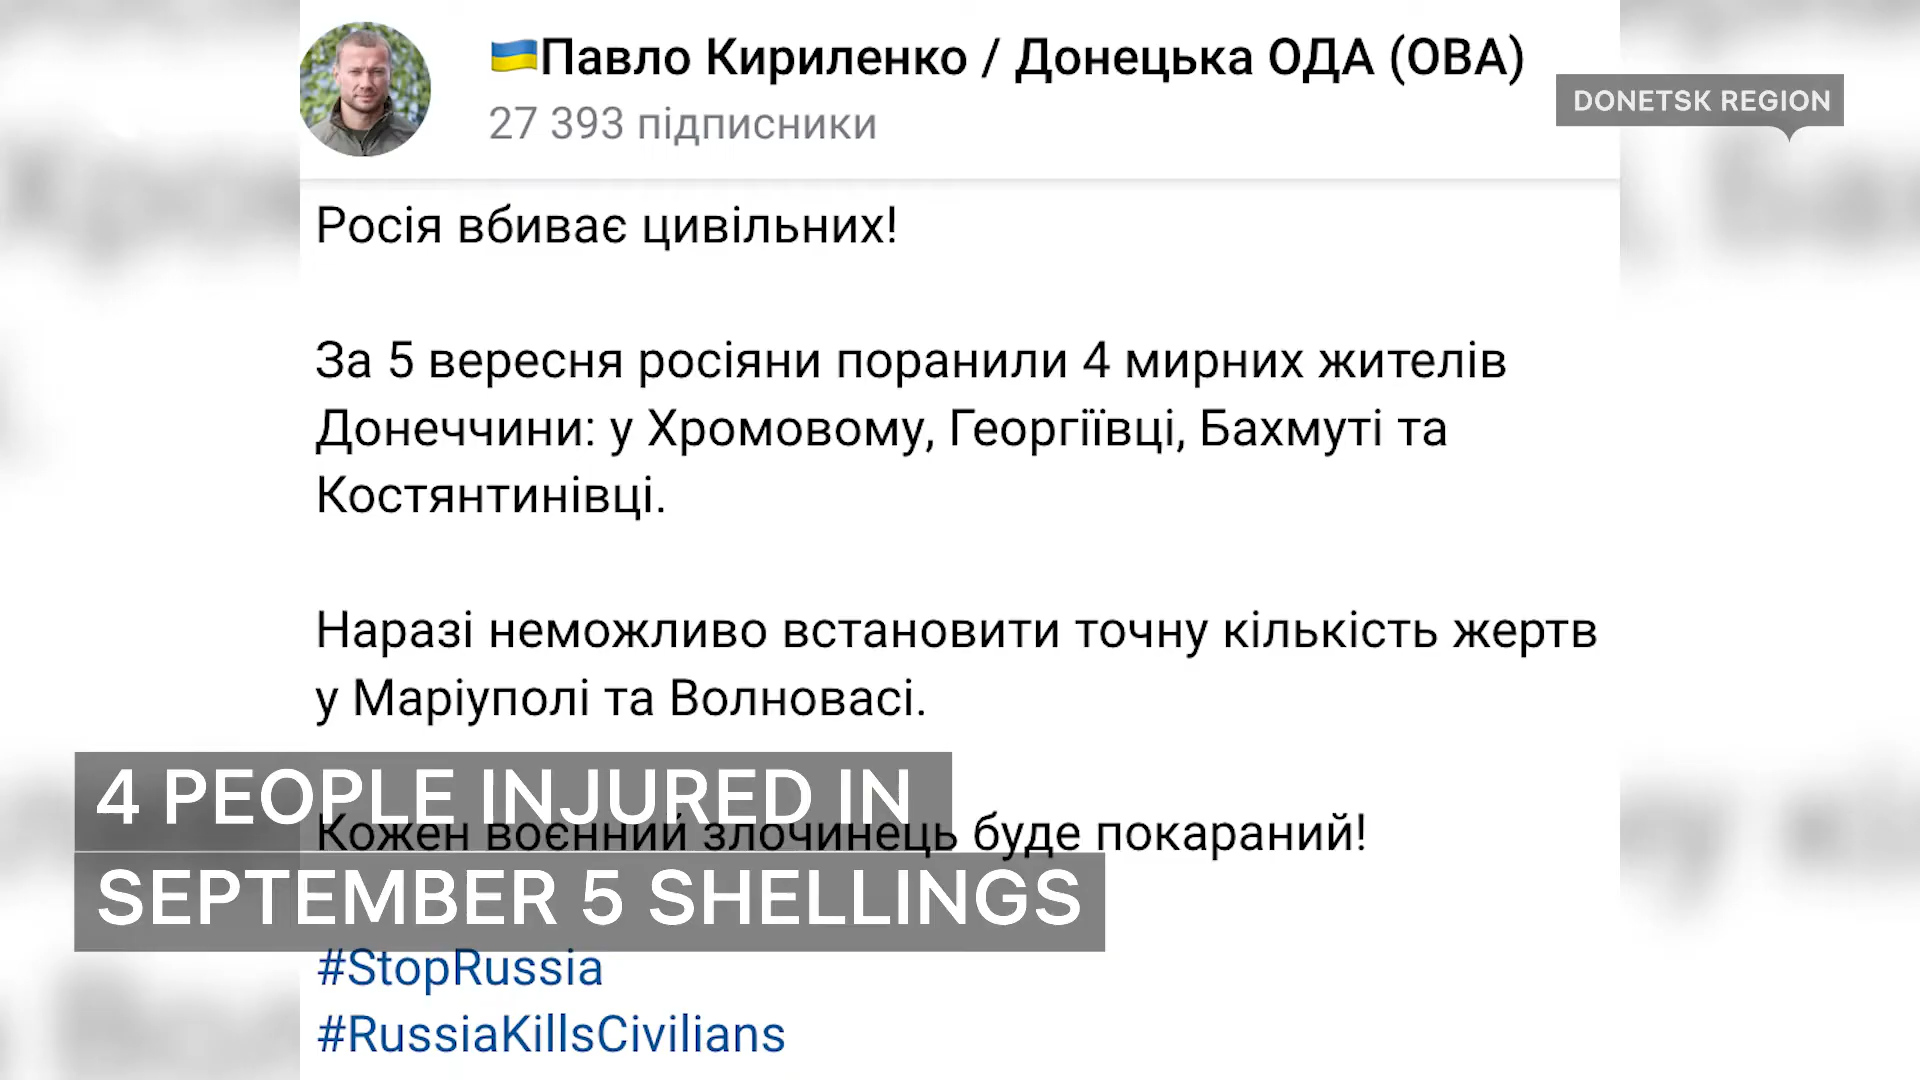 🇺🇦Павло Кириленко / Донецька ОДА (ОВА)
27 393 підписники
DONETSK REGION
Росія вбиває цивільних!
За 5 вересня росіяни поранили 4 мирних жителів
Донеччини: у Хромовому, Георгіївці, Бахмуті та
Костянтинівці.
Наразі неможливо встановити точну кількість жертв
у Маріуполі та Волновасі.
4 PEOPLE INJURED IN
Кожен воєнний злочинець буде покараний!
SEPTEMBER 5 SHELLINGS
#StopRussia
#RussiaKillsCivilians